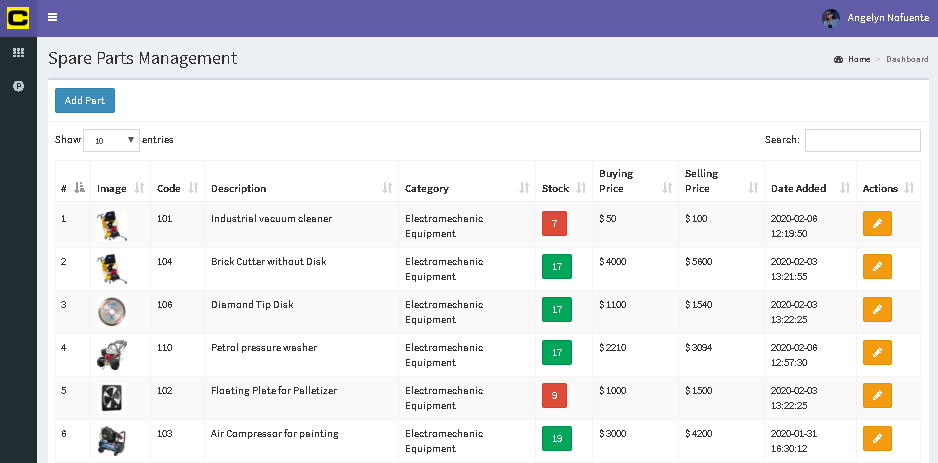 C
Angelyn Nofuente
Spare Parts Management
Home > Dashboard
Add Part
Show 10 entries
Search:
# Image Code Description Category Stock Buying Price Selling Price Date Added Actions
1 101 Industrial vacuum cleaner Electromechanic Equipment 7 $ 50 $ 100 2020-02-06 12:19:50
2 104 Brick Cutter without Disk Electromechanic Equipment 17 $ 4000 $ 5600 2020-02-03 13:21:55
3 106 Diamond Tip Disk Electromechanic Equipment 17 $ 1100 $ 1540 2020-02-03 13:22:25
4 110 Petrol pressure washer Electromechanic Equipment 17 $ 2210 $ 3094 2020-02-06 12:57:30
5 102 Floating Plate for Palletizer Electromechanic Equipment 9 $ 1000 $ 1500 2020-02-03 13:22:25
6 103 Air Compressor for painting Electromechanic Equipment 19 $ 3000 $ 4200 2020-01-31 16:30:12